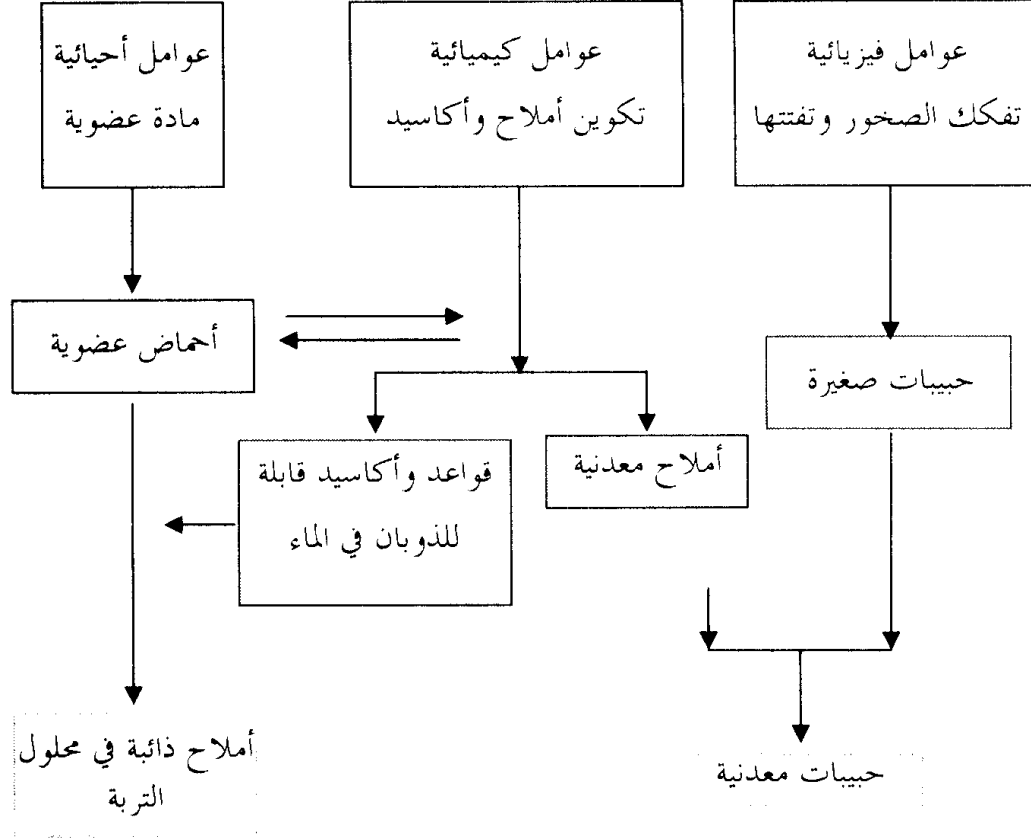 عوامل فيزيائية
تفكك الصخور وتفتتها
عوامل كيميائية
تكوين أملاح وأكاسيد
عوامل أحيائية
مادة عضوية
أحماض عضوية
حبيبات صغيرة
أملاح معدنية
قواعد وأكاسيد قابلة
للذوبان في الماء
أملاح ذائبة في محلول
التربة
حبيبات معدنية